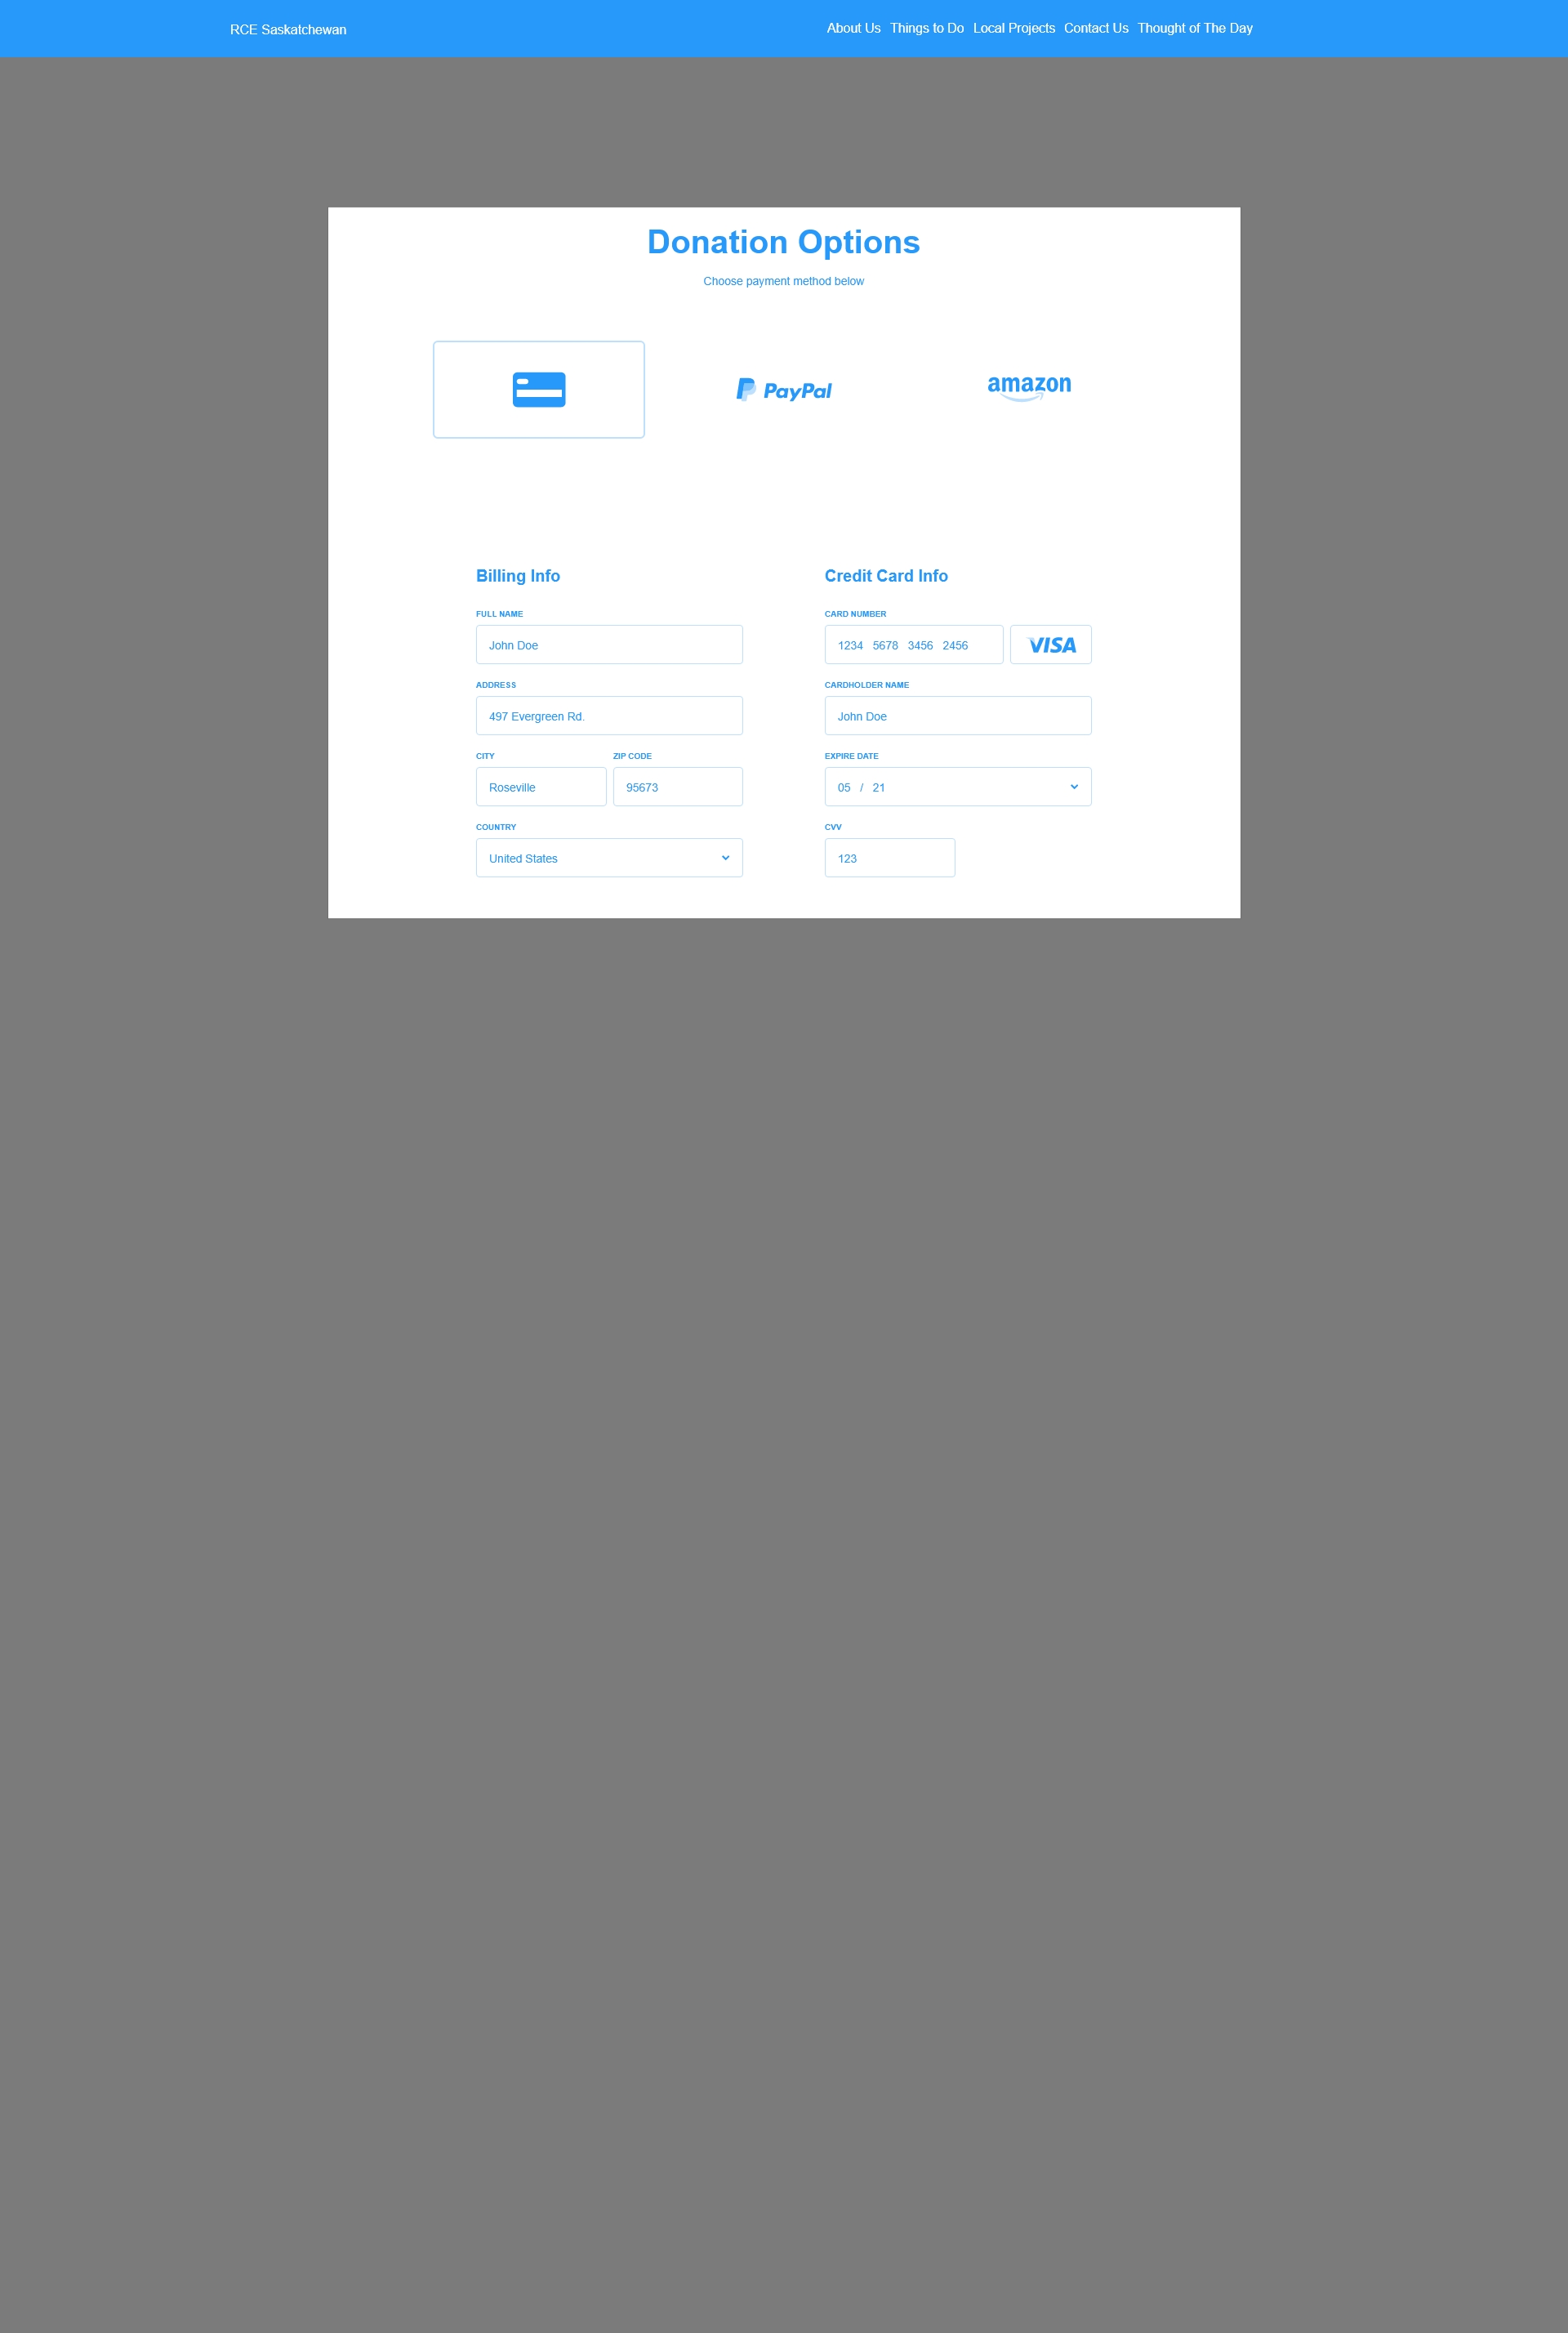 RCE Saskatchewan
About Us Things to Do Local Projects Contact Us Thought of The Day
Donation Options
Choose payment method below
PayPal
amazon
Billing Info
FULL NAME
John Doe
ADDRESS
497 Evergreen Rd.
CITY ZIP CODE
Roseville 95673
COUNTRY
United States
Credit Card Info
CARD NUMBER
1234 5678 3456 2456 VISA
CARDHOLDER NAME
John Doe
EXPIRE DATE
05 / 21
CVV
123